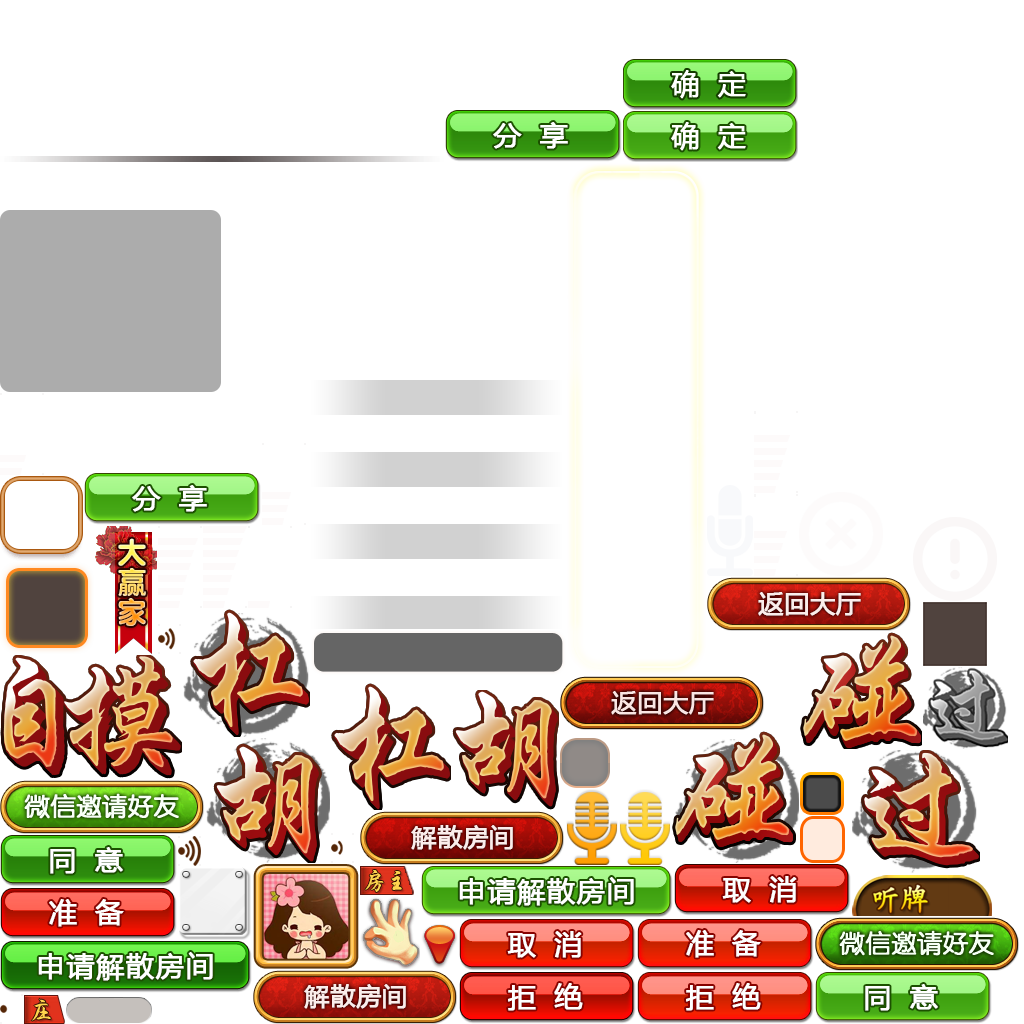 确 定
分 享
确 定
分 享
大赢家
返回大厅
杠
自摸
碰
过
返回大厅
杠
胡
胡
碰
过
微信邀请好友
解散房间
同 意
房主
申请解散房间
取 消
听牌
准 备
取 消
准 备
微信邀请好友
申请解散房间
解散房间
拒 绝
拒 绝
同 意
庄